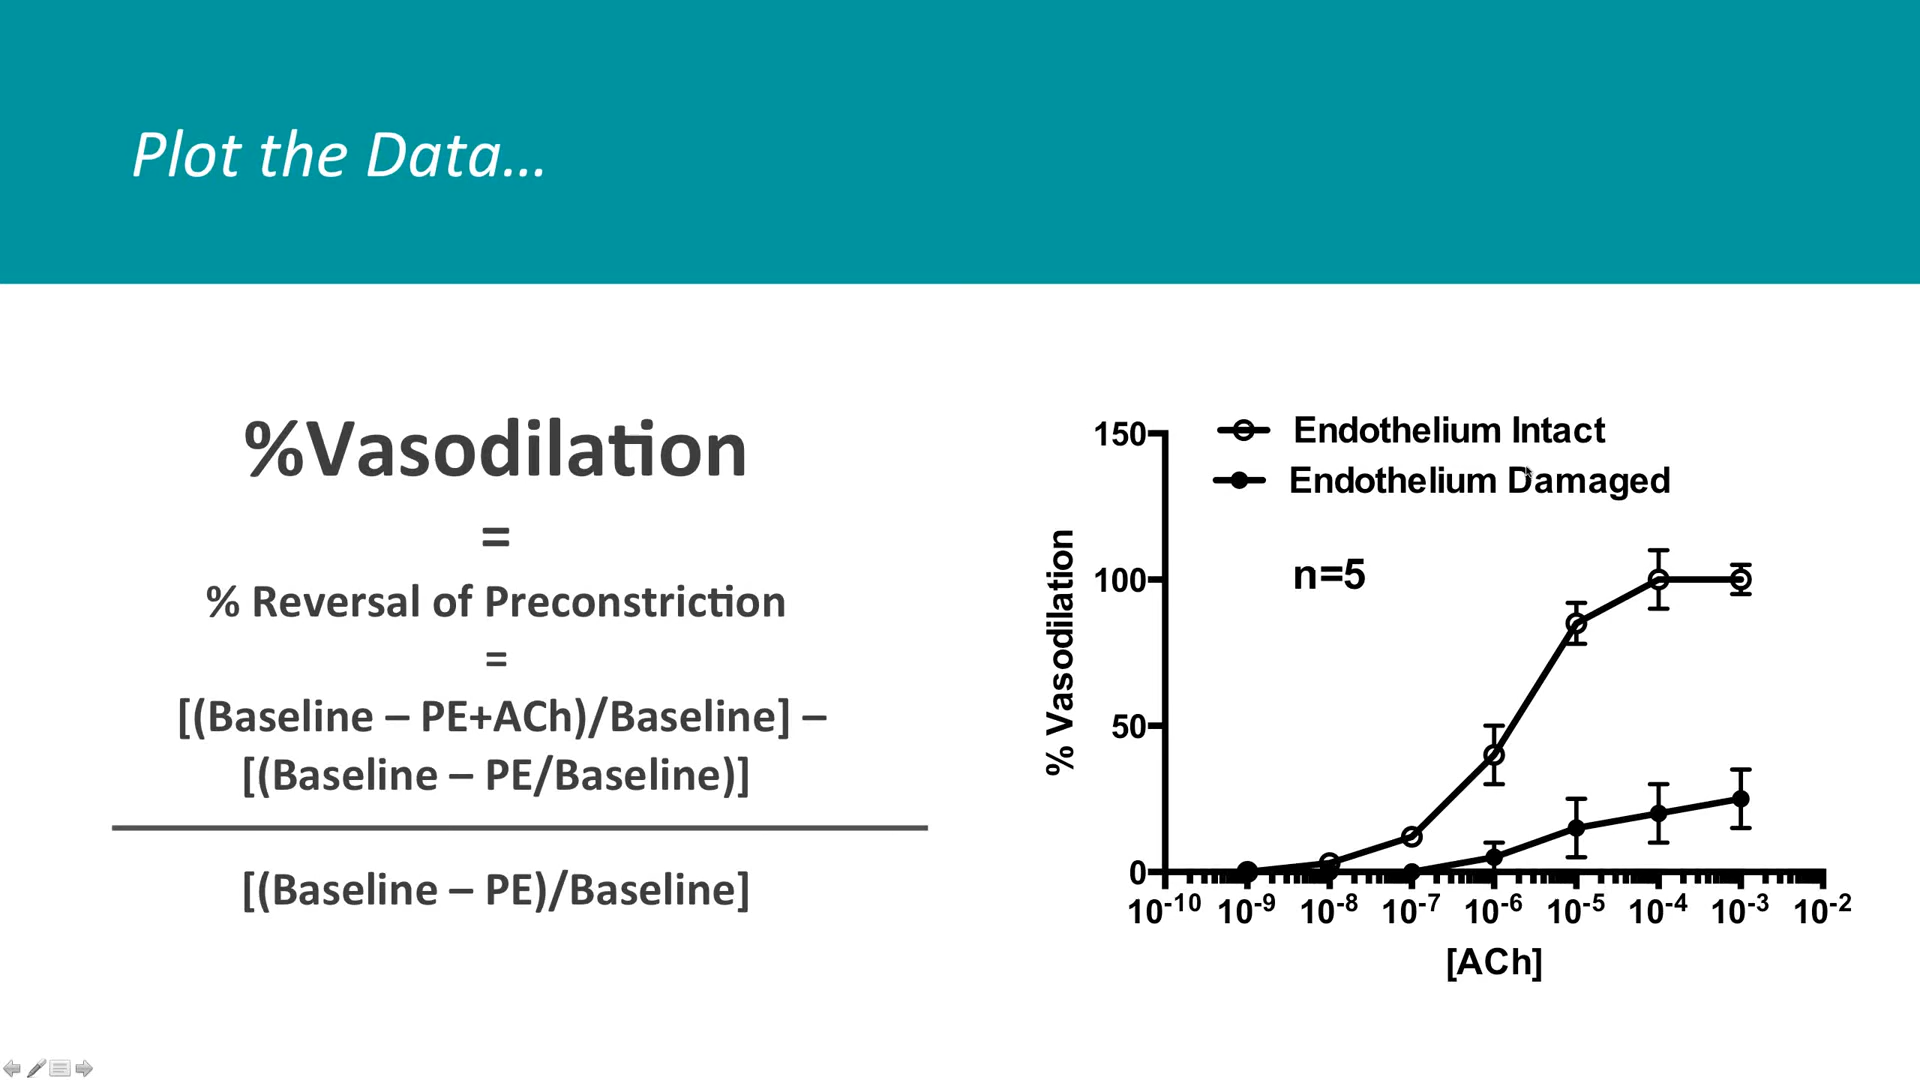 Plot the Data...
%Vasodilation
=
% Reversal of Preconstriction
=
[(Baseline – PE+ACh)/Baseline] –
[(Baseline – PE/Baseline)]
[(Baseline – PE)/Baseline]
Endothelium Intact
Endothelium Damaged
n=5
% Vasodilation
150
100
50
0
10⁻¹⁰ 10⁻⁹ 10⁻⁸ 10⁻⁷ 10⁻⁶ 10⁻⁵ 10⁻⁴ 10⁻³ 10⁻²
[ACh]